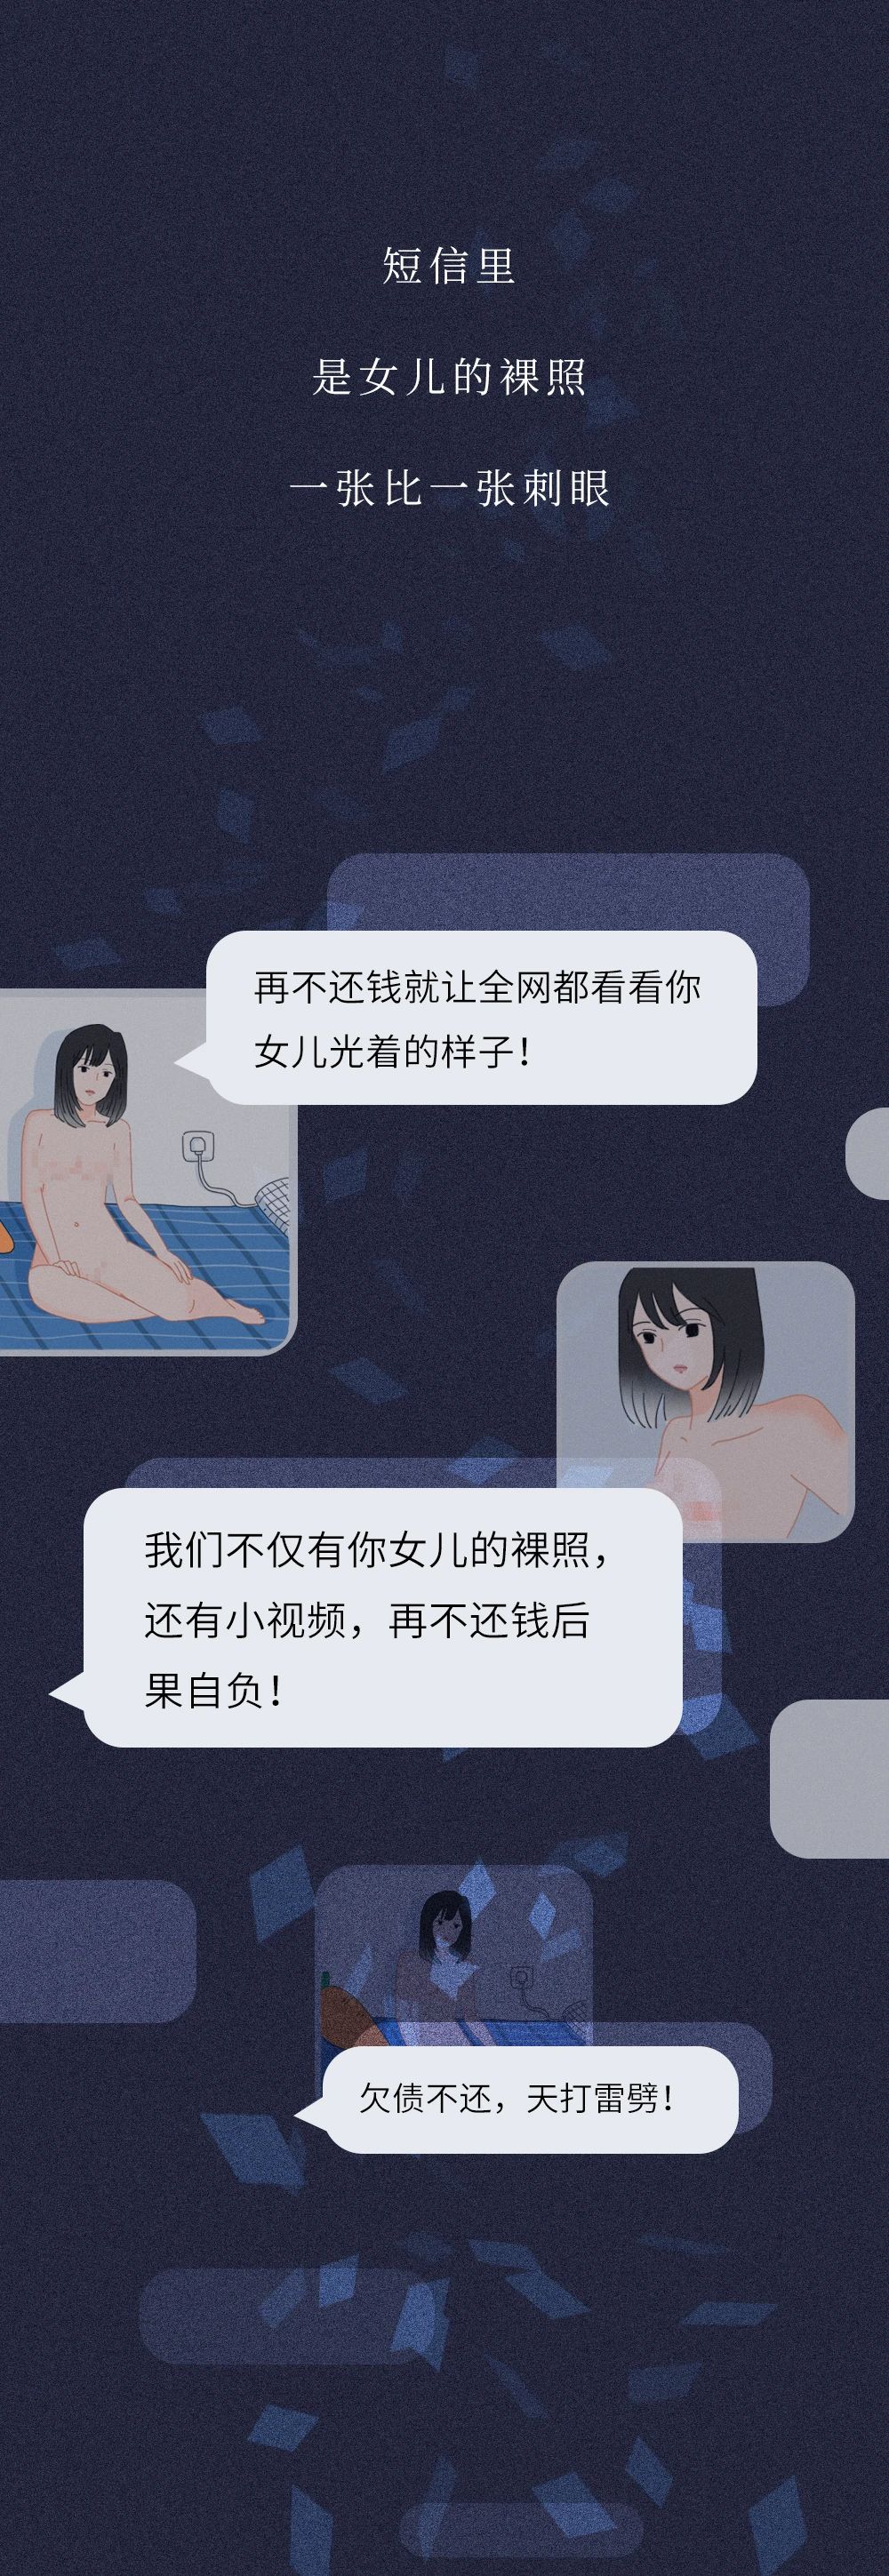 短信里
是女儿的裸照
一张比一张刺眼
再不还钱就让全网都看看你
女儿光着的样子！
我们不仅有你女儿的裸照，
还有小视频，再不还钱后
果自负！
欠债不还，天打雷劈！